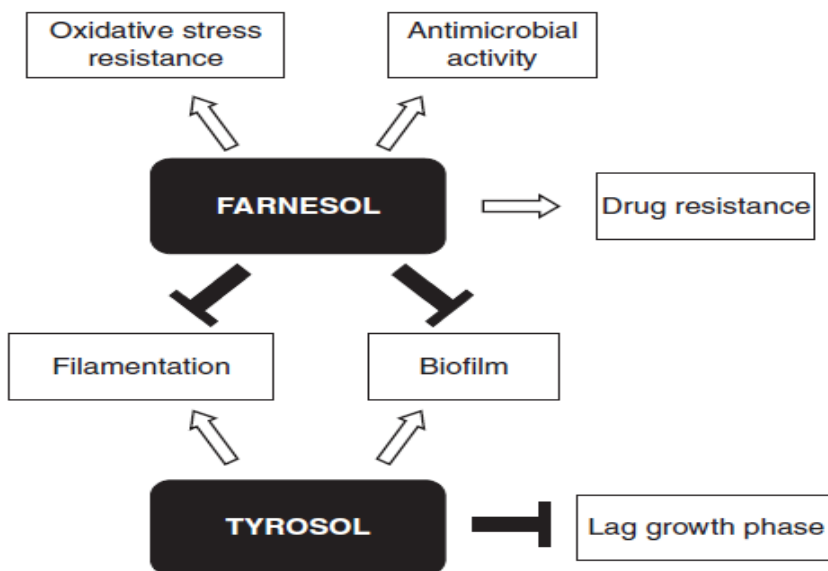 Oxidative stress
resistance
Antimicrobial
activity
FARNESOL
Drug resistance
Filamentation
Biofilm
TYROSOL
Lag growth phase